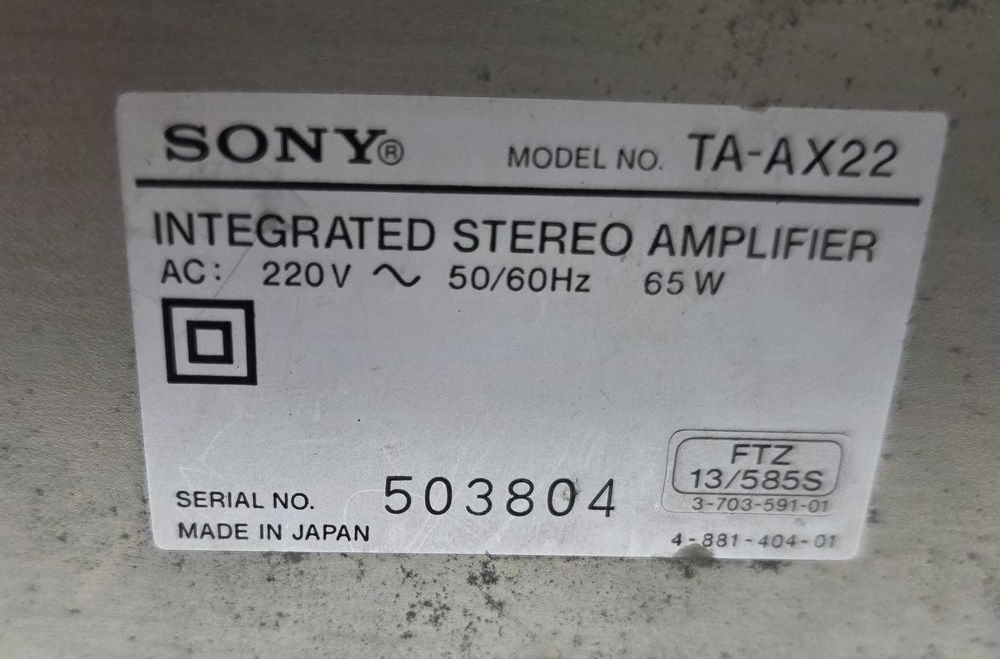 SONY® MODEL NO. TA-AX22
INTEGRATED STEREO AMPLIFIER
AC: 220V ~ 50/60Hz 65W
FTZ
13/585S
3-703-591-01
SERIAL NO. 503804
MADE IN JAPAN
4-881-404-01